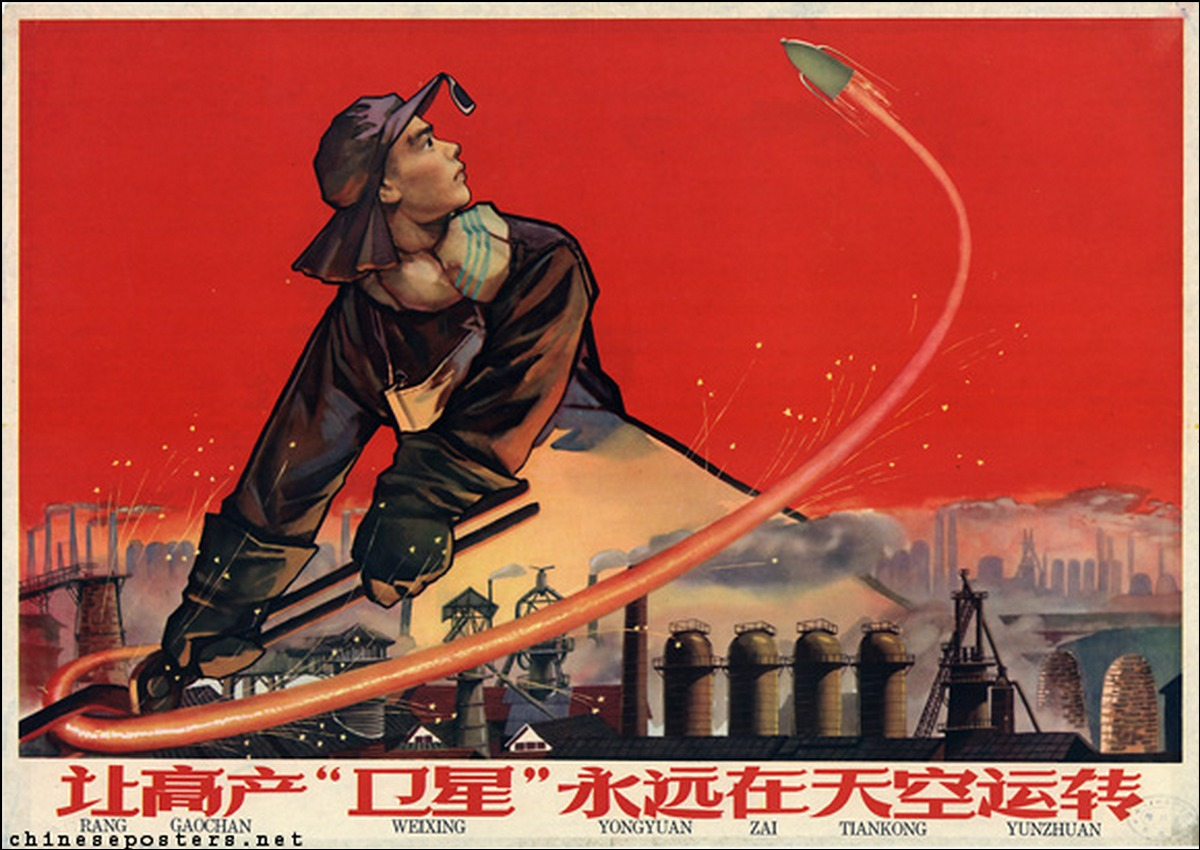 让高产“卫星”永远在天空运转
RANG GAOCHAN WEIXING YONGYUAN ZAI TIANKONG YUNZHUAN
chineseposters.net